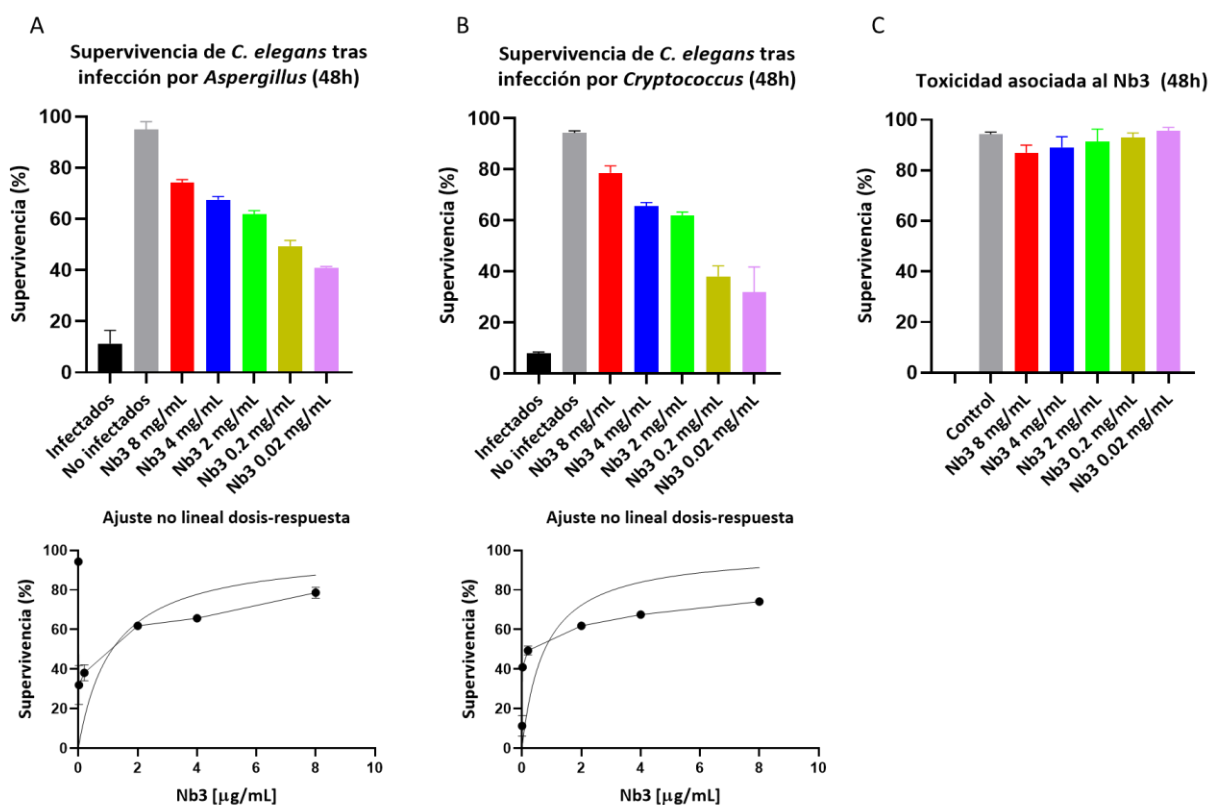 A
Supervivencia de C. elegans tras
infección por Aspergillus (48h)
Supervivencia (%)
100
80
60
40
20
0
Infectados
No infectados
Nb3 8 mg/mL
Nb3 4 mg/mL
Nb3 2 mg/mL
Nb3 0.2 mg/mL
Nb3 0.02 mg/mL
B
Supervivencia de C. elegans tras
infección por Cryptococcus (48h)
Supervivencia (%)
100
80
60
40
20
0
Infectados
No infectados
Nb3 8 mg/mL
Nb3 4 mg/mL
Nb3 2 mg/mL
Nb3 0.2 mg/mL
Nb3 0.02 mg/mL
C
Toxicidad asociada al Nb3 (48h)
Supervivencia (%)
100
80
60
40
20
0
Control
Nb3 8 mg/mL
Nb3 4 mg/mL
Nb3 2 mg/mL
Nb3 0.2 mg/mL
Nb3 0.02 mg/mL
Ajuste no lineal dosis-respuesta
Supervivencia (%)
100
80
60
40
20
0
0 2 4 6 8 10
Nb3 [μg/mL]
Ajuste no lineal dosis-respuesta
Supervivencia (%)
100
80
60
40
20
0
0 2 4 6 8 10
Nb3 [μg/mL]